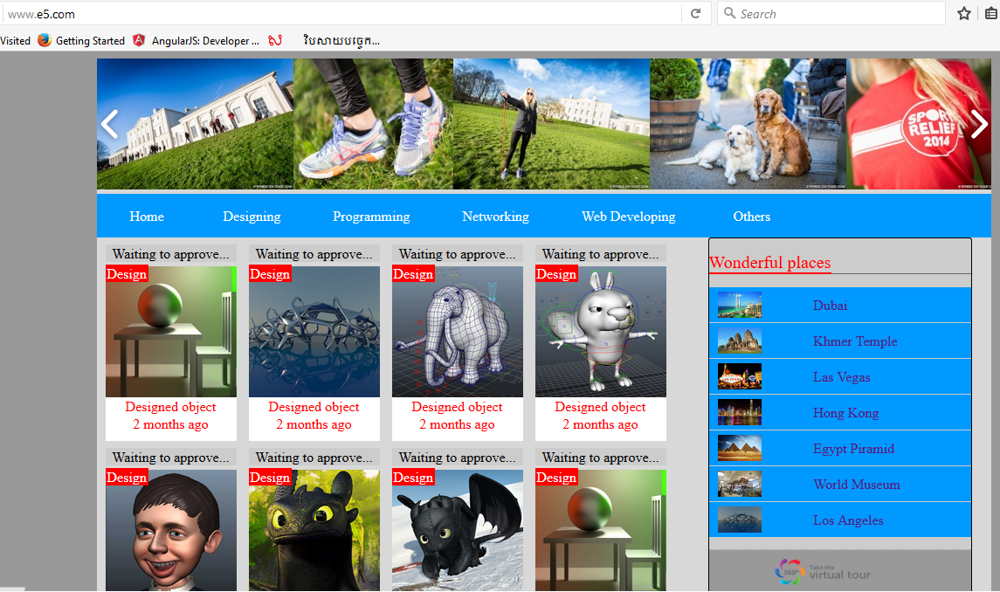 www.e5.com
Search
Visited Getting Started AngularJS: Developer ... វិបសាយបច្ចេក...
SPORT RELIEF 2014
Home Designing Programming Networking Web Developing Others
Waiting to approve... Waiting to approve... Waiting to approve... Waiting to approve...
Design Design Design Design
Designed object Designed object Designed object Designed object
2 months ago 2 months ago 2 months ago 2 months ago
Waiting to approve... Waiting to approve... Waiting to approve... Waiting to approve...
Design Design Design Design
Wonderful places
Dubai
Khmer Temple
Las Vegas
Hong Kong
Egypt Piramid
World Museum
Los Angeles
360°
Take the
virtual tour